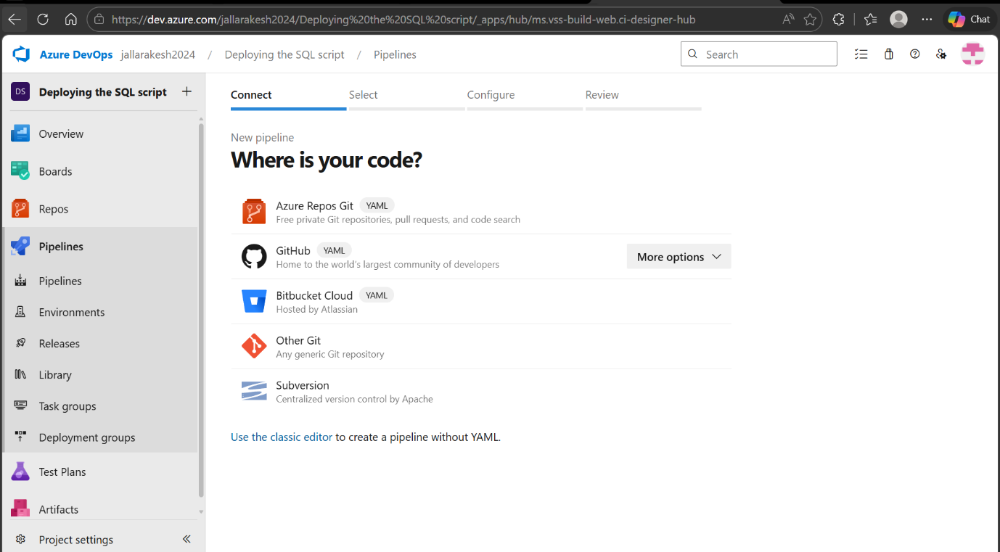 https://dev.azure.com/jallarakesh2024/Deploying%20the%20SQL%20script/_apps/hub/ms.vss-build-web.ci-designer-hub
Chat
Azure DevOps jallarakesh2024 / Deploying the SQL script / Pipelines
Search
DS Deploying the SQL script
Overview
Boards
Repos
Pipelines
Pipelines
Environments
Releases
Library
Task groups
Deployment groups
Test Plans
Artifacts
Project settings
Connect Select Configure Review
New pipeline
Where is your code?
Azure Repos Git YAML
Free private Git repositories, pull requests, and code search
GitHub YAML
Home to the world's largest community of developers
More options
Bitbucket Cloud YAML
Hosted by Atlassian
Other Git
Any generic Git repository
Subversion
Centralized version control by Apache
Use the classic editor to create a pipeline without YAML.